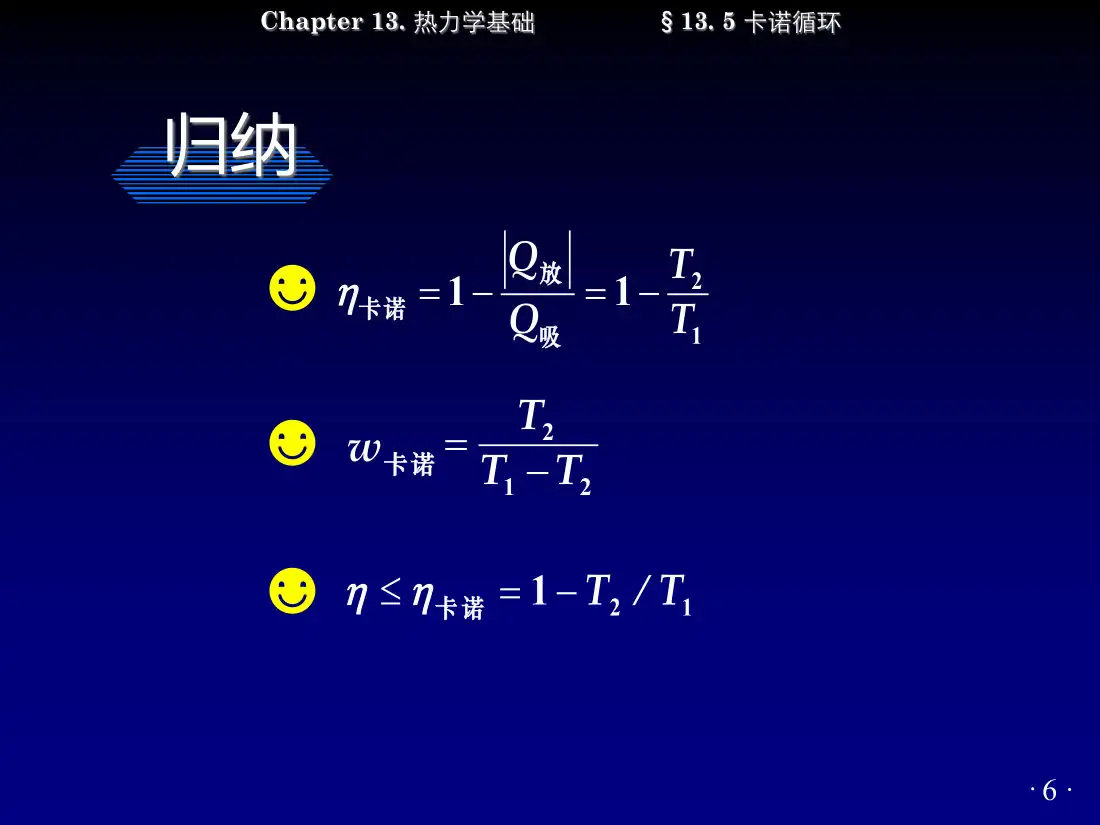 Chapter 13. 热力学基础 §13. 5 卡诺循环
归纳
η卡诺 = 1 − |Q放| / Q吸 = 1 − T2 / T1
w卡诺 = T2 / (T1 − T2)
η ≤ η卡诺 = 1 − T2 / T1
· 6 ·